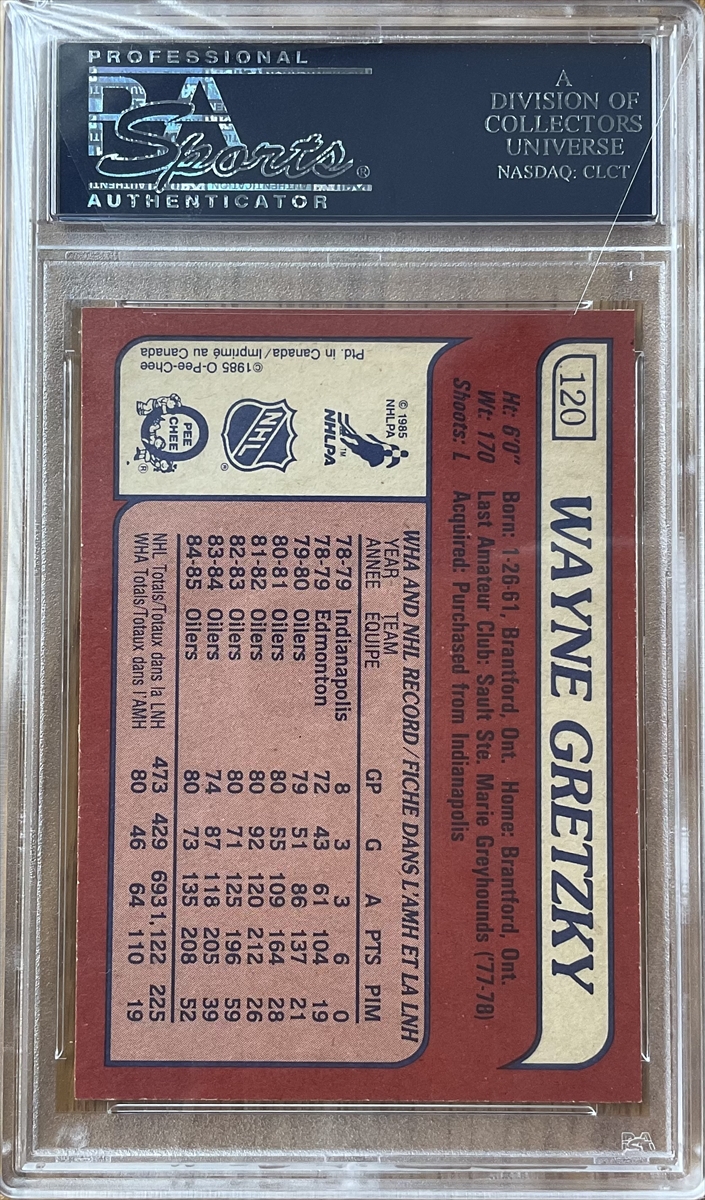 PROFESSIONAL
PSA
Sports®
AUTHENTICATOR
A
DIVISION OF
COLLECTORS
UNIVERSE
NASDAQ: CLCT
120
WAYNE GRETZKY
Ht: 6'0" Born: 1-26-61, Brantford, Ont. Home: Brantford, Ont.
Wt: 170 Last Amateur Club: Sault Ste. Marie Greyhounds ('77-78)
Shoots: L Acquired: Purchased from Indianapolis
© 1985
NHLPA
NHLPA™
NHL®
O
PEE
CHEE
®
©1985 O-Pee-Chee
Ptd. in Canada/Imprimé au Canada
WHA AND NHL RECORD/FICHE DANS L'AMH ET LA LNH
YEAR TEAM
ANNÉE EQUIPE GP G A PTS PIM
78-79 Indianapolis 8 3 3 6 0
78-79 Edmonton 72 43 61 104 19
79-80 Oilers 79 51 86 137 21
80-81 Oilers 80 55 109 164 28
81-82 Oilers 80 92 120 212 26
82-83 Oilers 80 71 125 196 59
83-84 Oilers 74 87 118 205 39
84-85 Oilers 80 73 135 208 52
NHL Totals/Totaux dans la LNH 473 429 693 1,122 225
WHA Totals/Totaux dans l'AMH 80 46 64 110 19
PSA